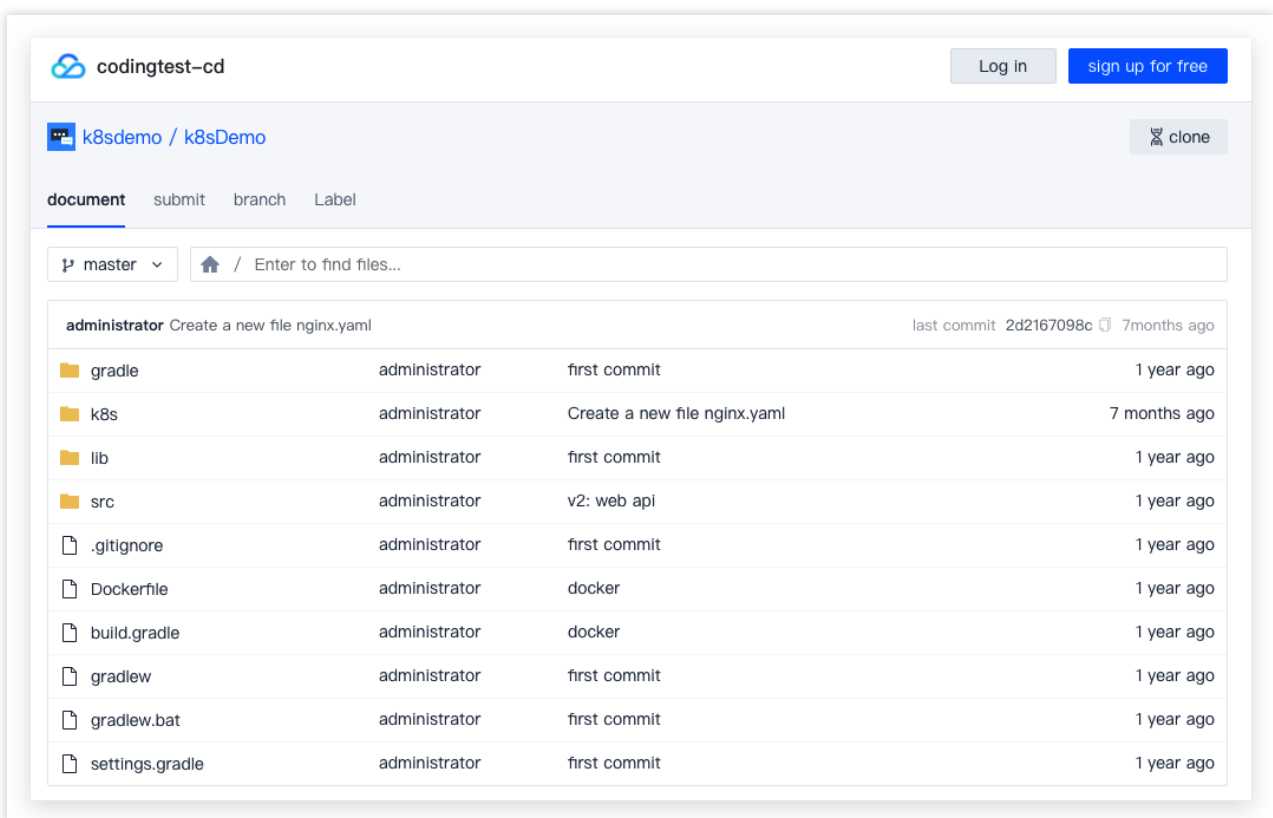 codingtest-cd Log in sign up for free
k8sdemo / k8sDemo clone
document submit branch Label
master / Enter to find files...
administrator Create a new file nginx.yaml last commit 2d2167098c 7months ago
gradle administrator first commit 1 year ago
k8s administrator Create a new file nginx.yaml 7 months ago
lib administrator first commit 1 year ago
src administrator v2: web api 1 year ago
.gitignore administrator first commit 1 year ago
Dockerfile administrator docker 1 year ago
build.gradle administrator docker 1 year ago
gradlew administrator first commit 1 year ago
gradlew.bat administrator first commit 1 year ago
settings.gradle administrator first commit 1 year ago